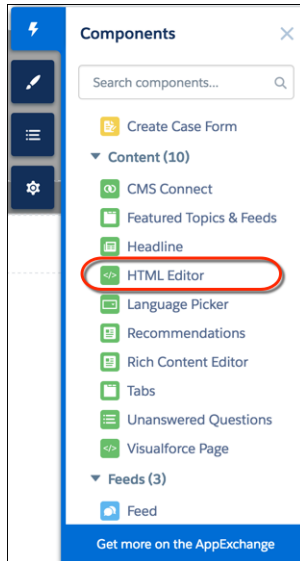 Components
Search components...
Create Case Form
Content (10)
CMS Connect
Featured Topics & Feeds
Headline
HTML Editor
Language Picker
Recommendations
Rich Content Editor
Tabs
Unanswered Questions
Visualforce Page
Feeds (3)
Feed
Get more on the AppExchange